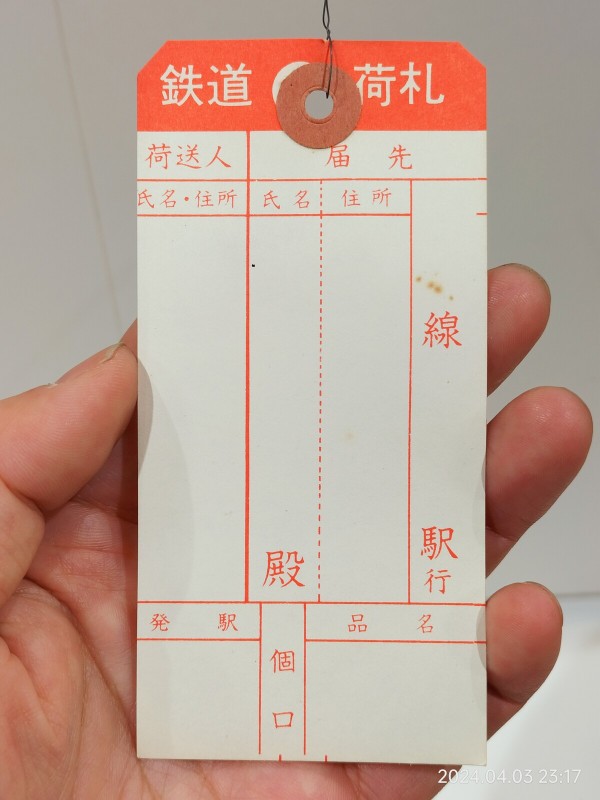 鉄道荷札
荷送人 届先
氏名・住所 氏名 住所
線
殿
駅
行
発駅 品名
個
口
2024.04.03 23:17